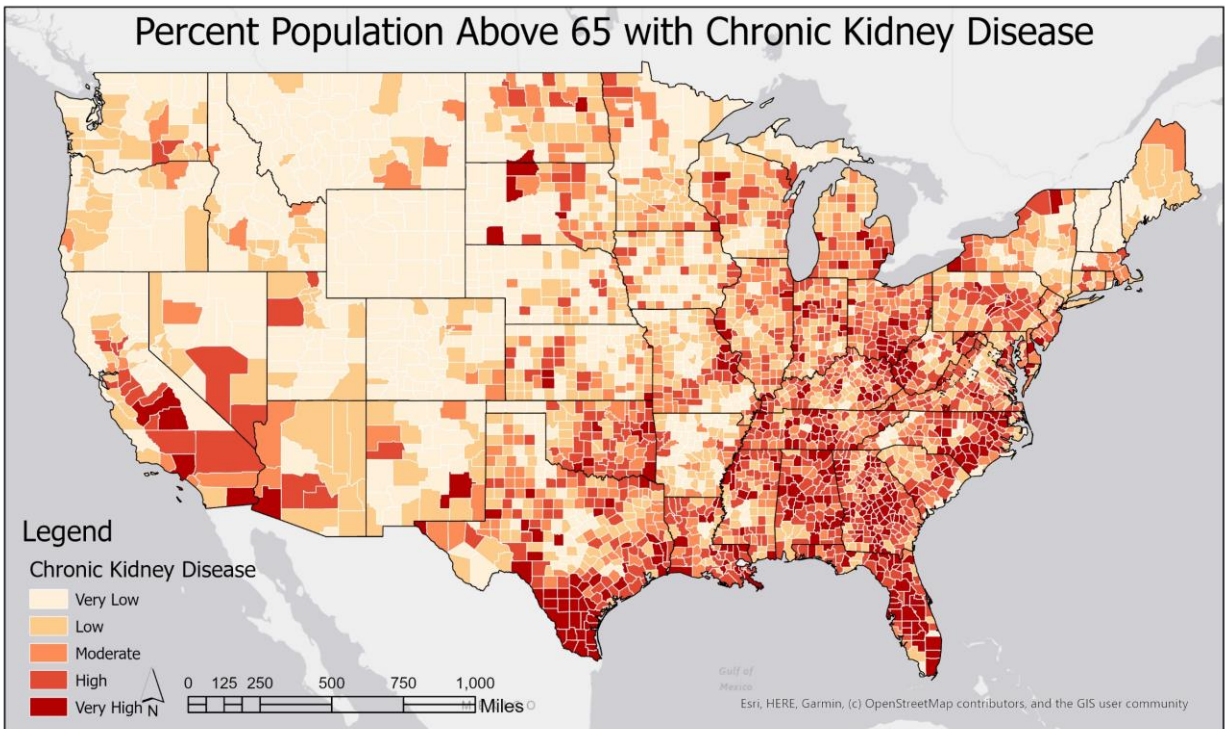 Percent Population Above 65 with Chronic Kidney Disease
Legend
Chronic Kidney Disease
Very Low
Low
Moderate
High
Very High
N
0 125 250 500 750 1,000
Miles
Gulf of
Mexico
Esri, HERE, Garmin, (c) OpenStreetMap contributors, and the GIS user community